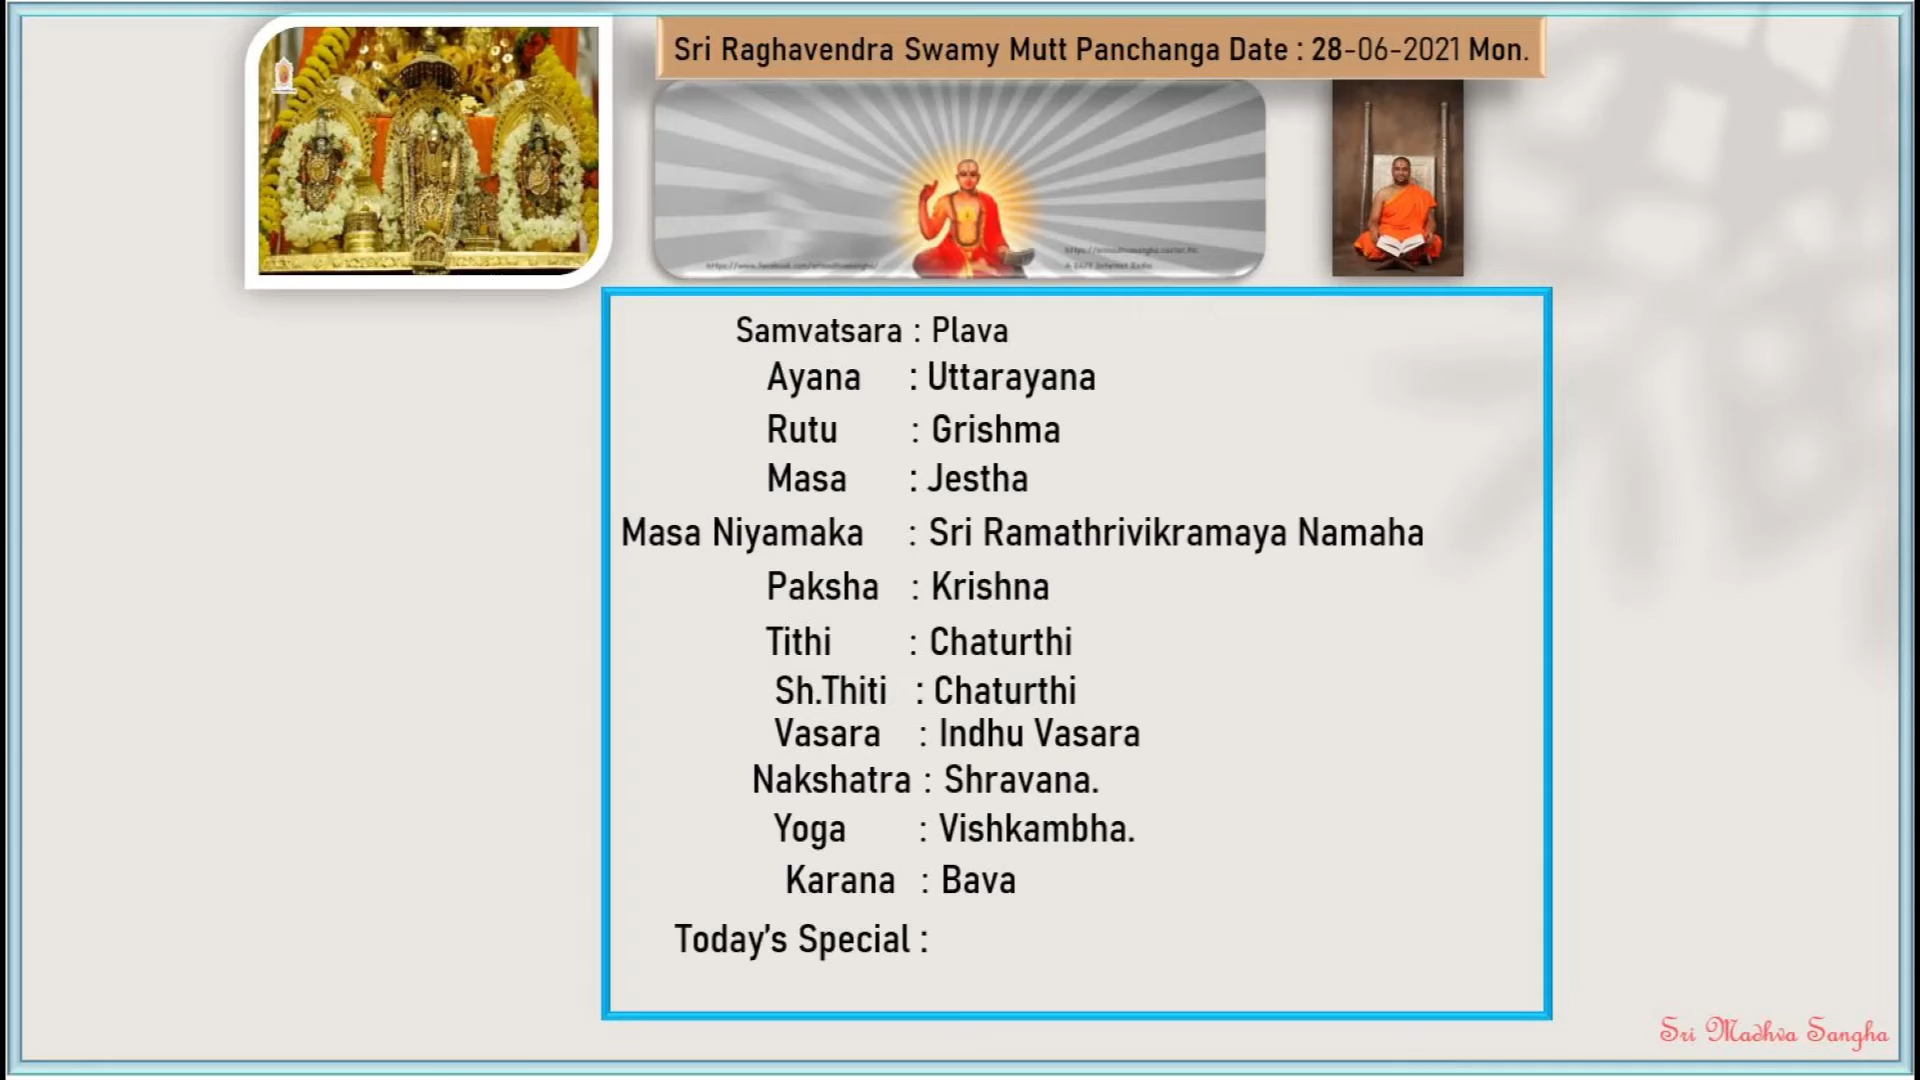 Sri Raghavendra Swamy Mutt Panchanga Date : 28-06-2021 Mon.
Samvatsara : Plava
Ayana : Uttarayana
Rutu : Grishma
Masa : Jestha
Masa Niyamaka : Sri Ramathrivikramaya Namaha
Paksha : Krishna
Tithi : Chaturthi
Sh.Thiti : Chaturthi
Vasara : Indhu Vasara
Nakshatra : Shravana.
Yoga : Vishkambha.
Karana : Bava
Today's Special :
Sri Madhva Sangha